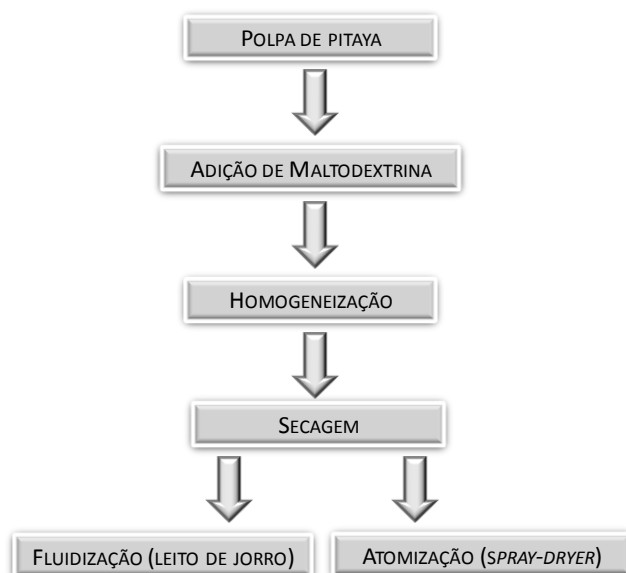 POLPA DE PITAYA
ADIÇÃO DE MALTODEXTRINA
HOMOGENEIZAÇÃO
SECAGEM
FLUIDIZAÇÃO (LEITO DE JORRO)
ATOMIZAÇÃO (SPRAY-DRYER)